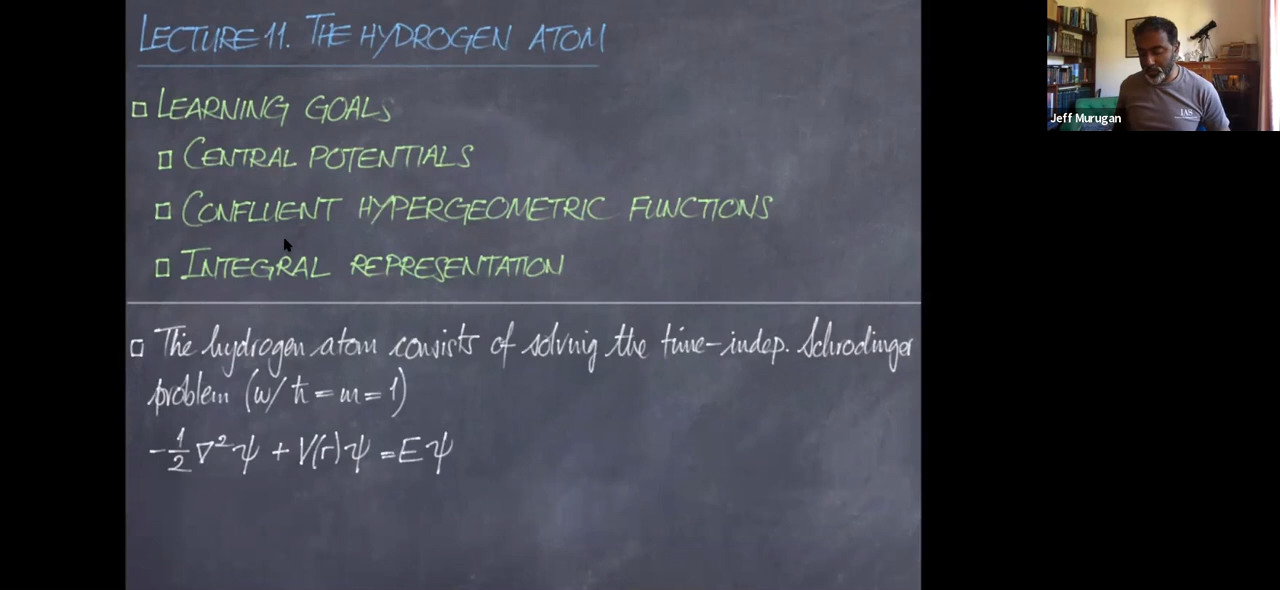 LECTURE 11. THE HYDROGEN ATOM
LEARNING GOALS
CENTRAL POTENTIALS
CONFLUENT HYPERGEOMETRIC FUNCTIONS
INTEGRAL REPRESENTATION
The hydrogen atom consists of solving the time-indep. Schrodinger
problem (w/ ħ = m = 1)
-½ ∇²ψ + V(r)ψ = Eψ
Jeff Murugan
IAS